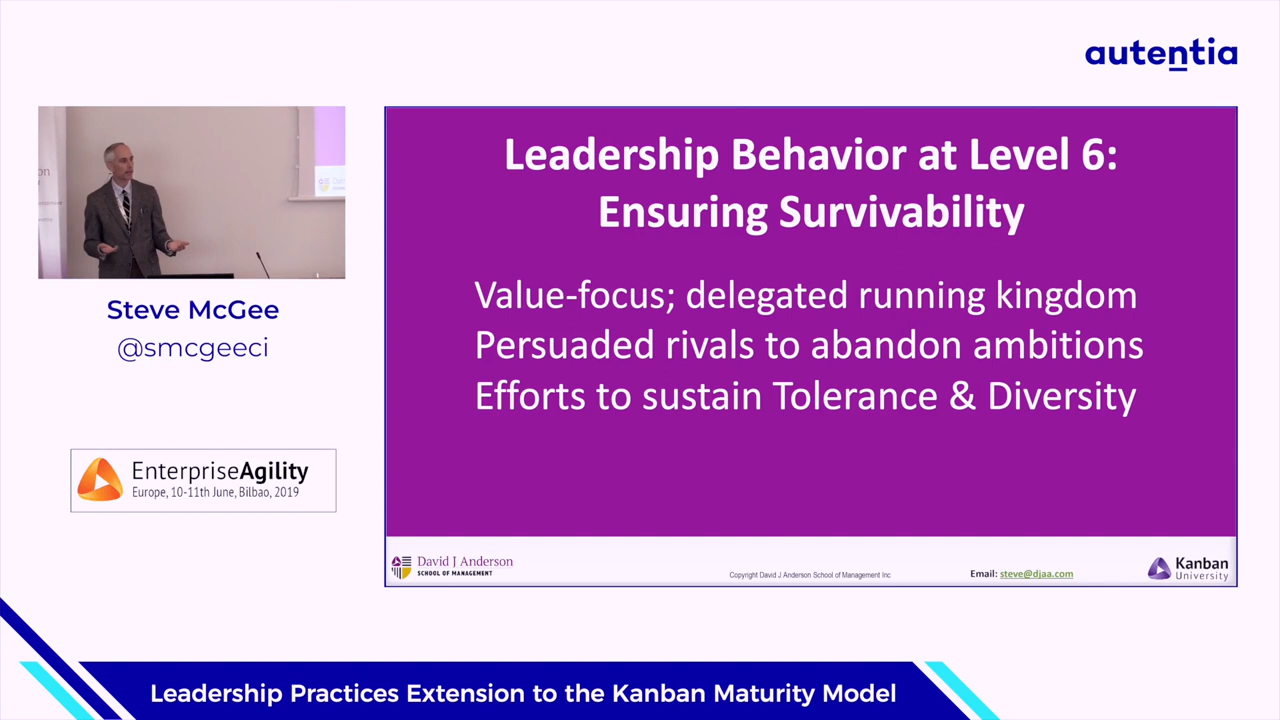 autentia
Leadership Behavior at Level 6:
Ensuring Survivability
Value-focus; delegated running kingdom
Persuaded rivals to abandon ambitions
Efforts to sustain Tolerance & Diversity
David J Anderson
SCHOOL OF MANAGEMENT
Copyright David J Anderson School of Management Inc
Email: steve@djaa.com
Kanban
University
Steve McGee
@smcgeeci
EnterpriseAgility
Europe, 10-11th June, Bilbao, 2019
Leadership Practices Extension to the Kanban Maturity Model